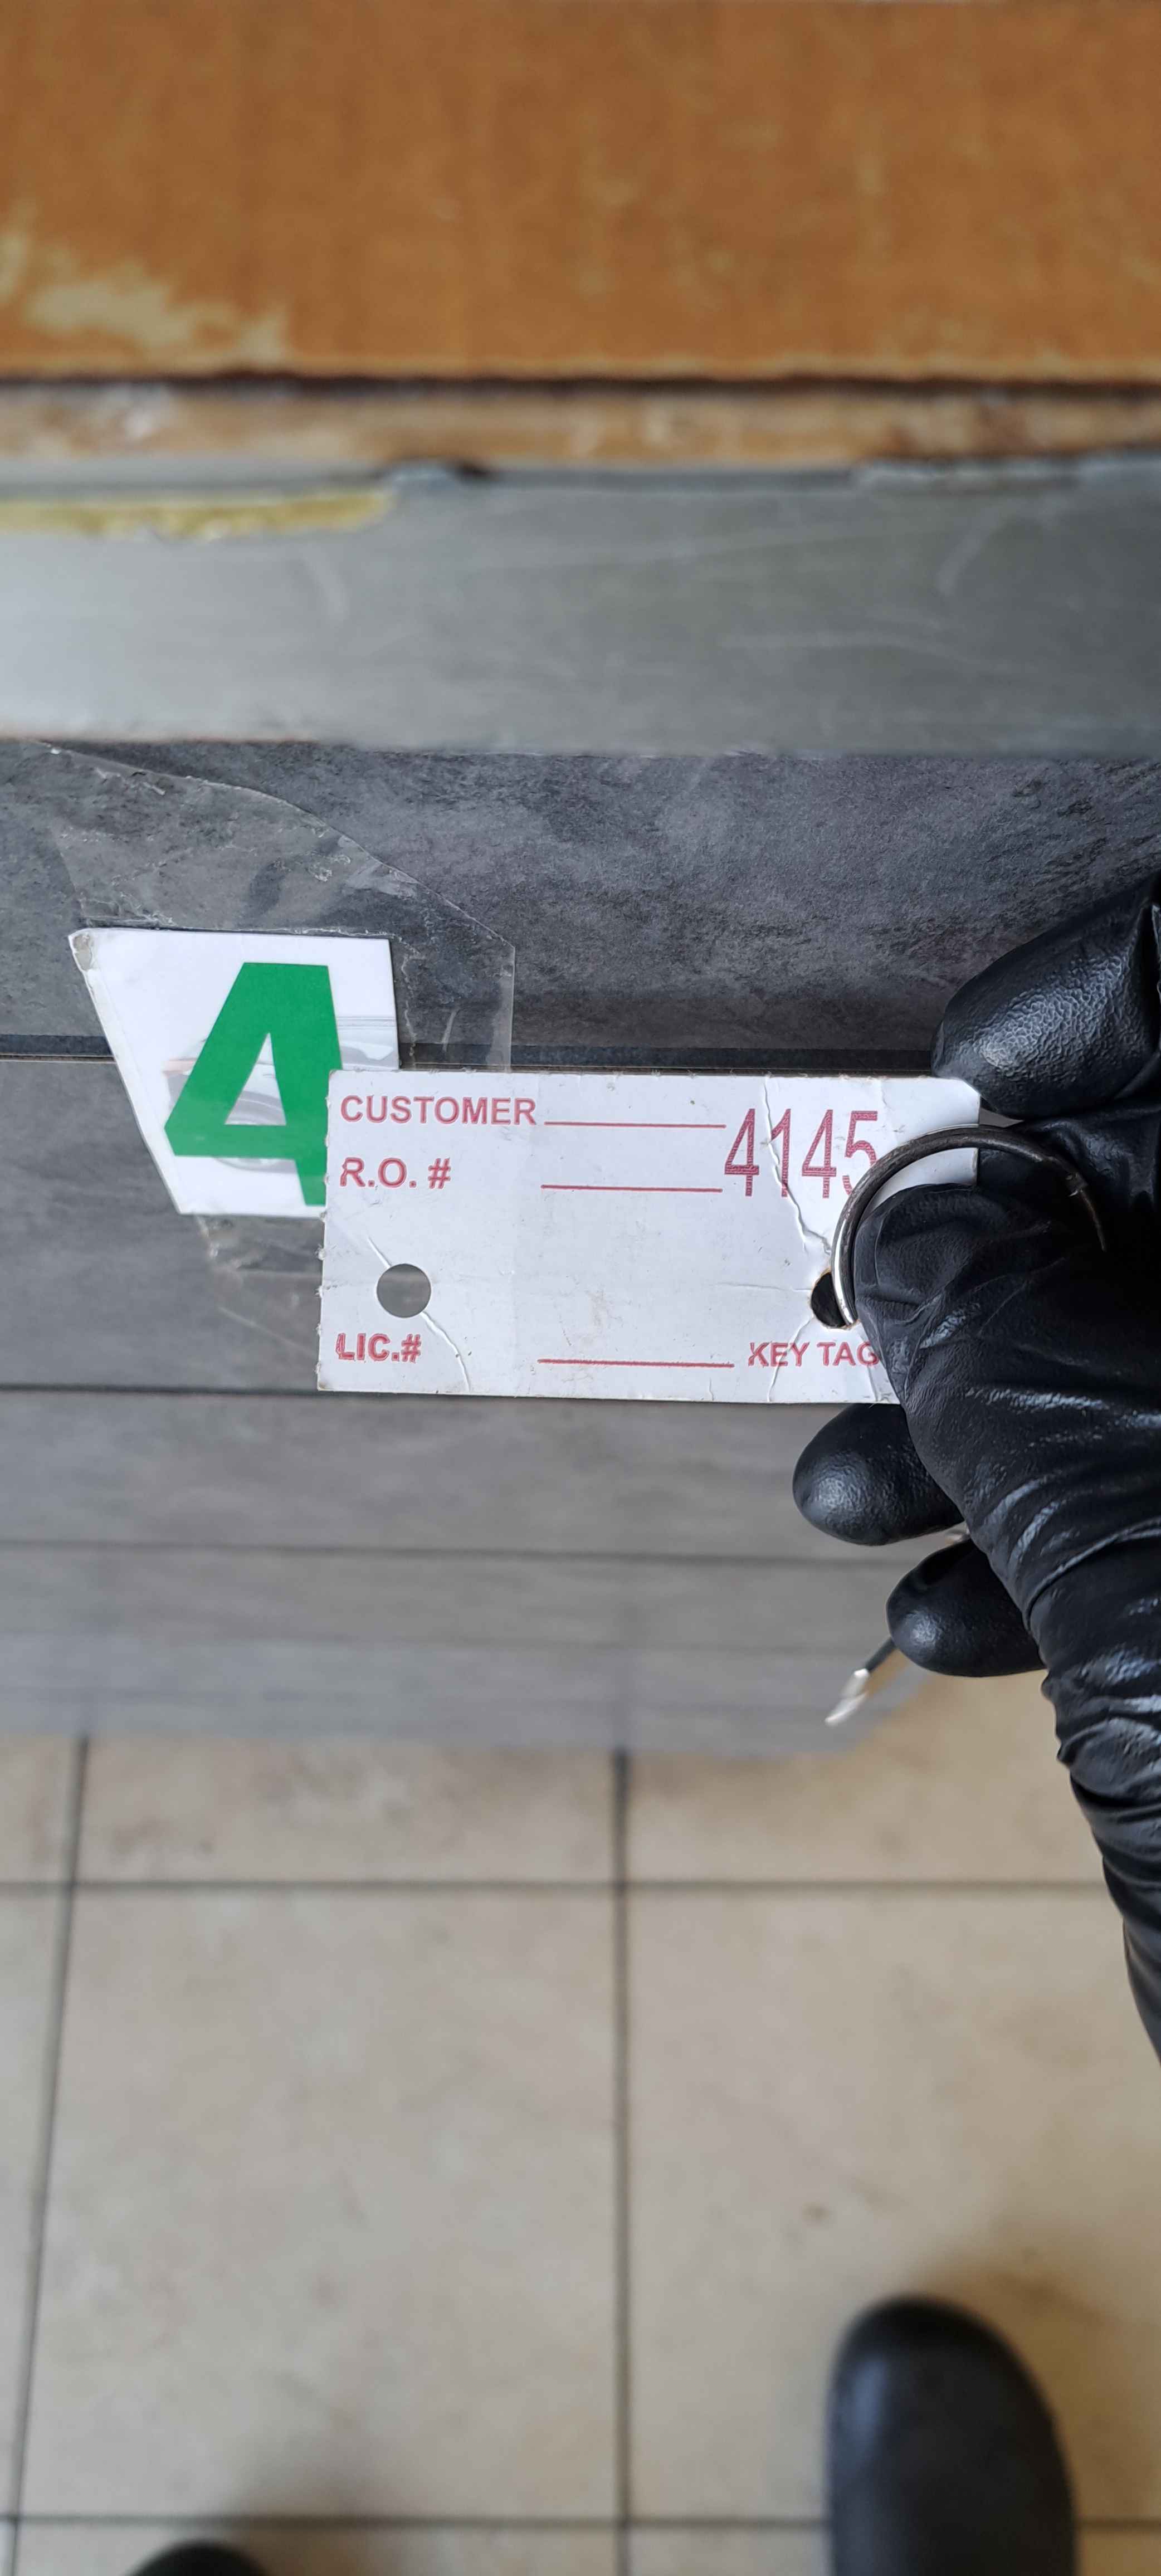 4
CUSTOMER 4145
R.O. #
LIC.# KEY TAG